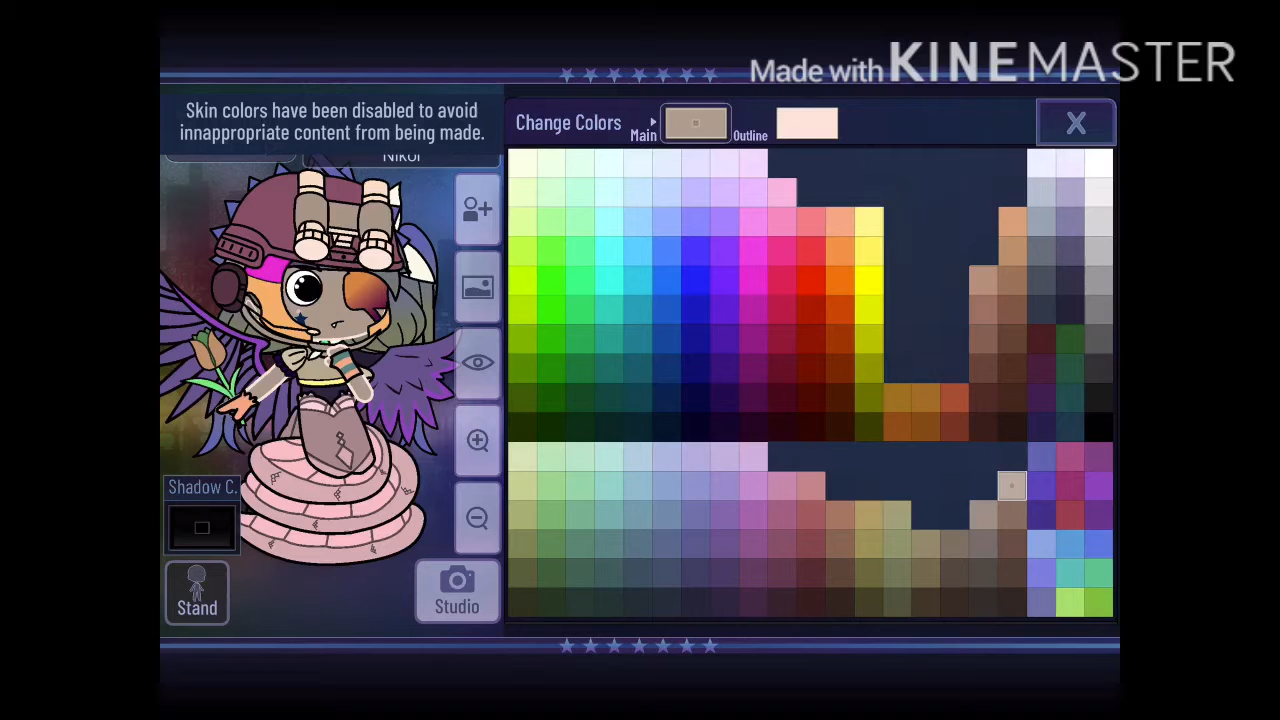 Made with KINEMASTER
Skin colors have been disabled to avoid
innappropriate content from being made.
Change Colors
Main
Outline
X
Nikol
Shadow C.
Stand
Studio